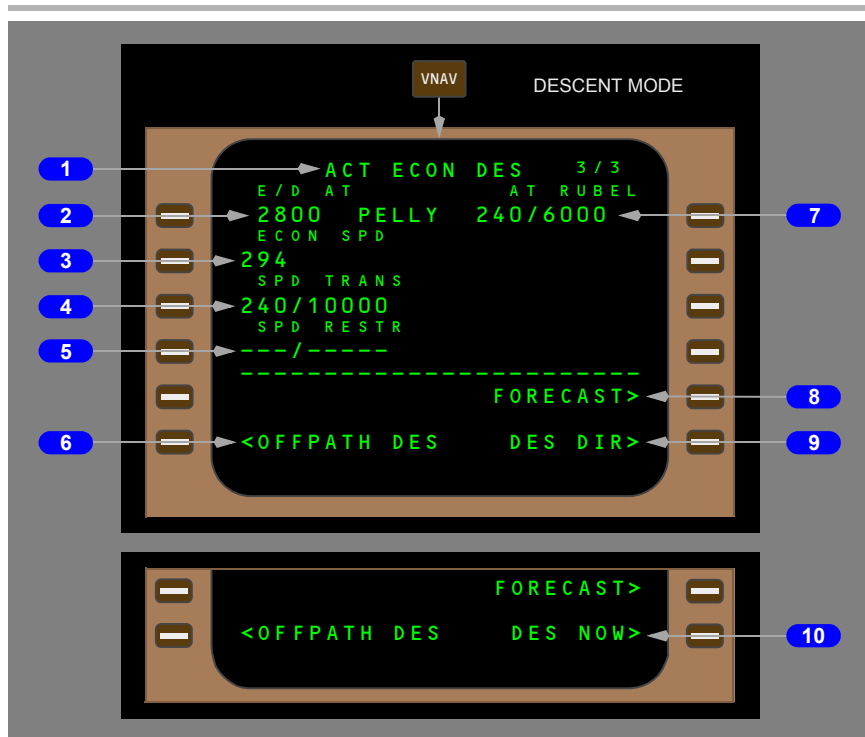 VNAV
DESCENT MODE
1
ACT ECON DES 3/3
E/D AT AT RUBEL
2
2800 PELLY 240/6000
7
ECON SPD
3
294
SPD TRANS
4
240/10000
SPD RESTR
5
---/-----
------------------------
FORECAST>
8
6
<OFFPATH DES DES DIR>
9
FORECAST>
<OFFPATH DES DES NOW>
10